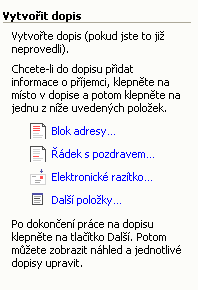 Vytvořit dopis
Vytvořte dopis (pokud jste to již
neprovedli).
Chcete-li do dopisu přidat
informace o příjemci, klepněte na
místo v dopise a potom klepněte na
jednu z níže uvedených položek.
Blok adresy...
Řádek s pozdravem...
Elektronické razítko...
Další položky...
Po dokončení práce na dopisu
klepněte na tlačítko Další. Potom
můžete zobrazit náhled a jednotlivé
dopisy upravit.